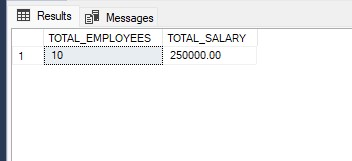 Results Messages
TOTAL_EMPLOYEES TOTAL_SALARY
1 10 250000.00